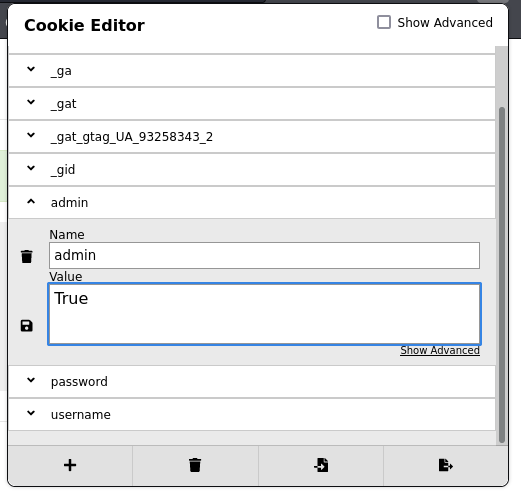 Cookie Editor
Show Advanced
_ga
_gat
_gat_gtag_UA_93258343_2
_gid
admin
Name
admin
Value
True
Show Advanced
password
username